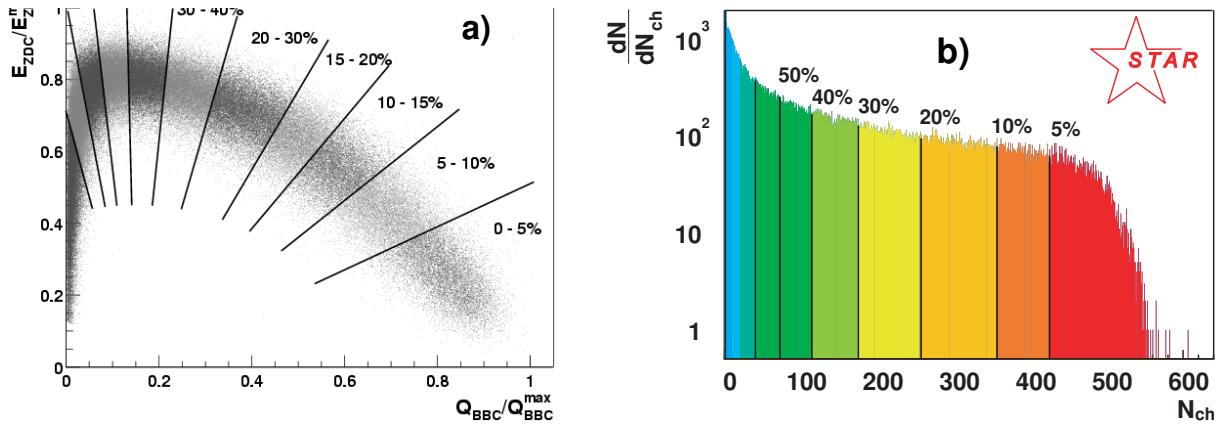 a)
E_ZDC/E_Z
1
0.8
0.6
0.4
0.2
0
30 - 40%
20 - 30%
15 - 20%
10 - 15%
5 - 10%
0 - 5%
0 0.2 0.4 0.6 0.8 1
Q_BBC/Q_BBC^max
b)
dN
dN_ch
10^3
10^2
10
1
50%
40%
30%
20%
10%
5%
STAR
0 100 200 300 400 500 600
N_ch